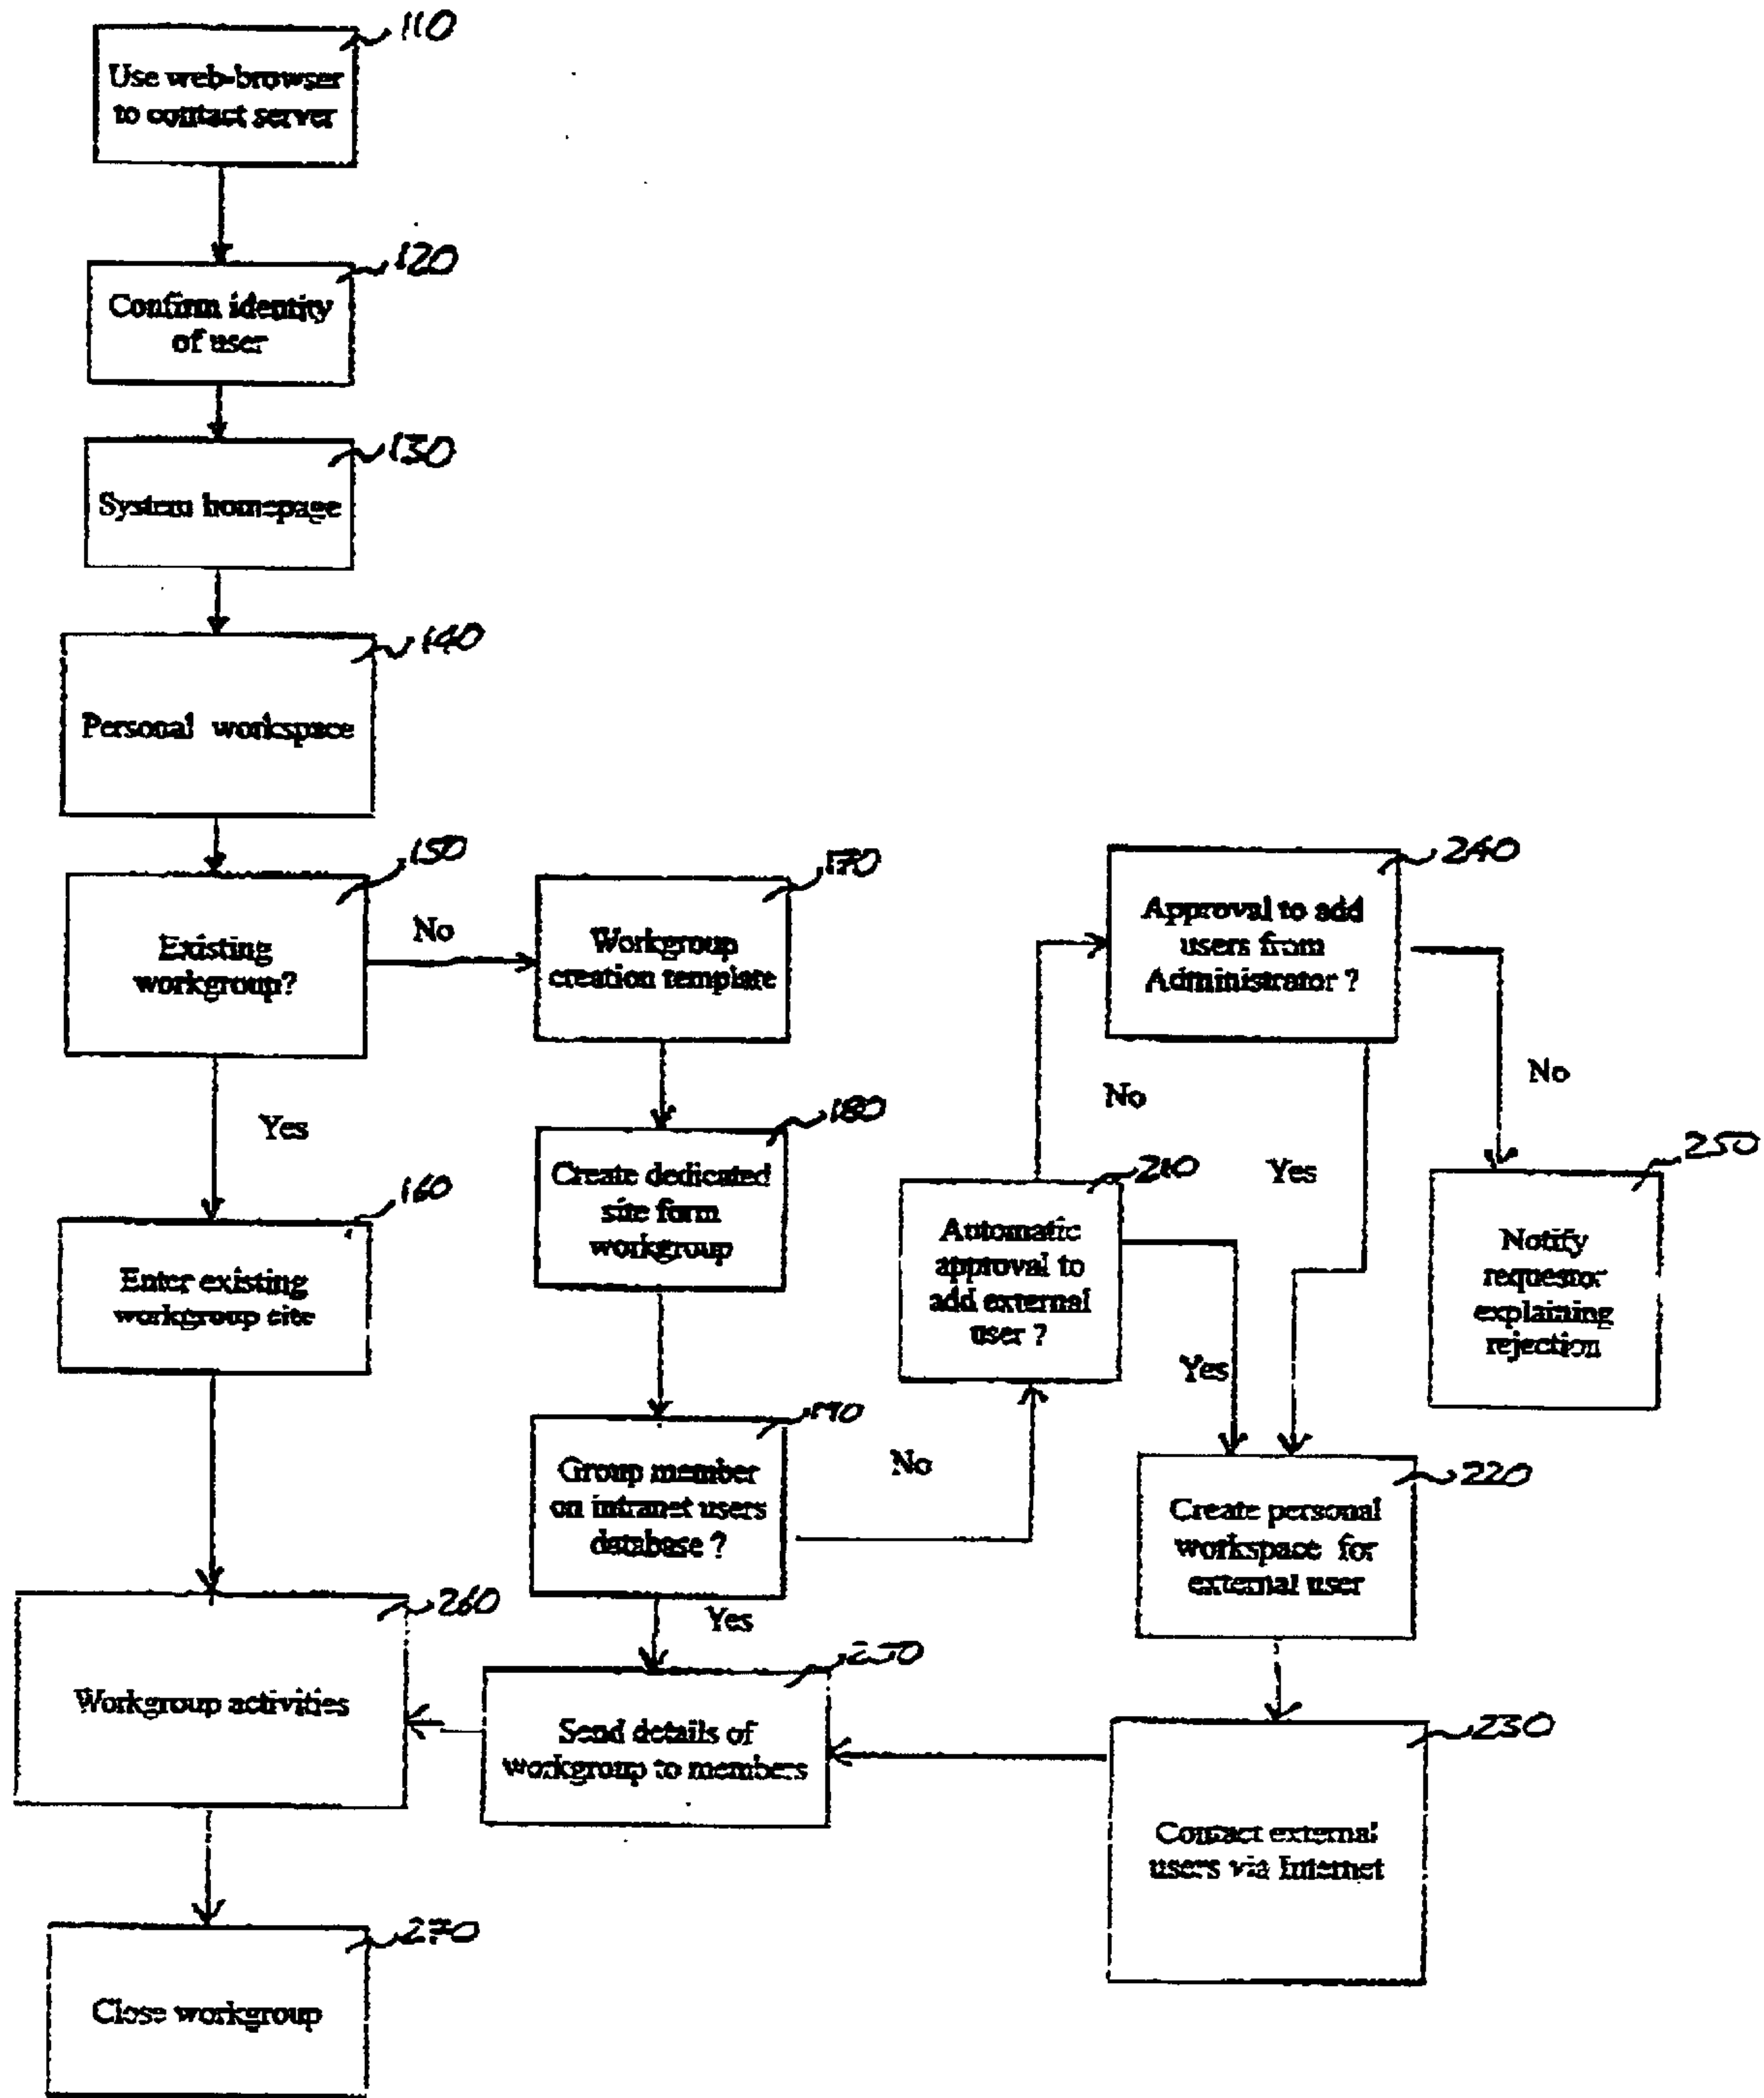 110
Use web-browser
to contact server
120
Confirm identity
of user
130
System homepage
140
Personal workspace
150
Existing
workgroup?
No
170
Workgroup
creation template
240
Approval to add
users from
Administrator ?
Yes
180
Create dedicated
site form
workgroup
No
Yes
No
160
Enter existing
workgroup site
210
Automatic
approval to
add external
user ?
Yes
250
Notify
requestor
explaining
rejection
190
Group member
on intranet users
database ?
No
Yes
220
Create personal
workspace for
external user
260
Workgroup activities
Send details of
workgroup to members
230
Contact external
users via Internet
270
Close workgroup